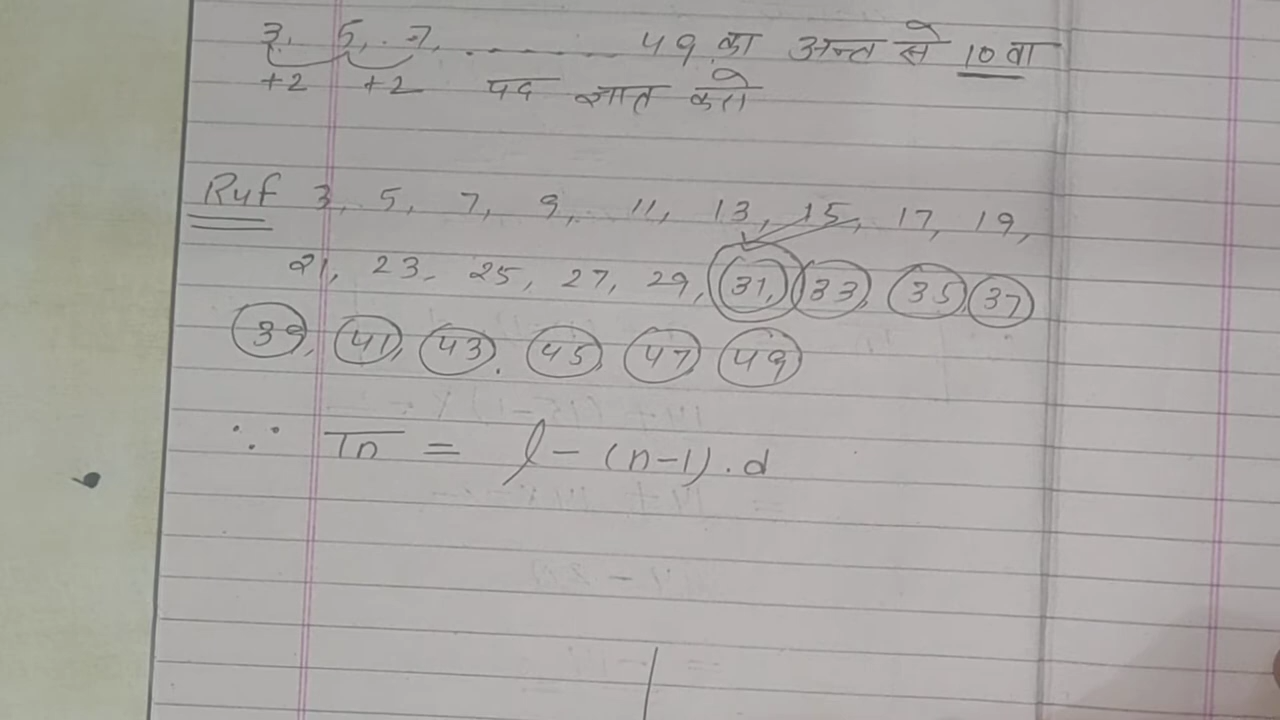 3, 5, 7, ........ 49 का अन्त से 10 वा
+2 +2 पद ज्ञात करो
Ruf 3, 5, 7, 9, 11, 13, 15, 17, 19,
21, 23, 25, 27, 29, 31, 33, 35, 37
39, 41, 43, 45, 47, 49
∵ Tn = l - (n-1).d